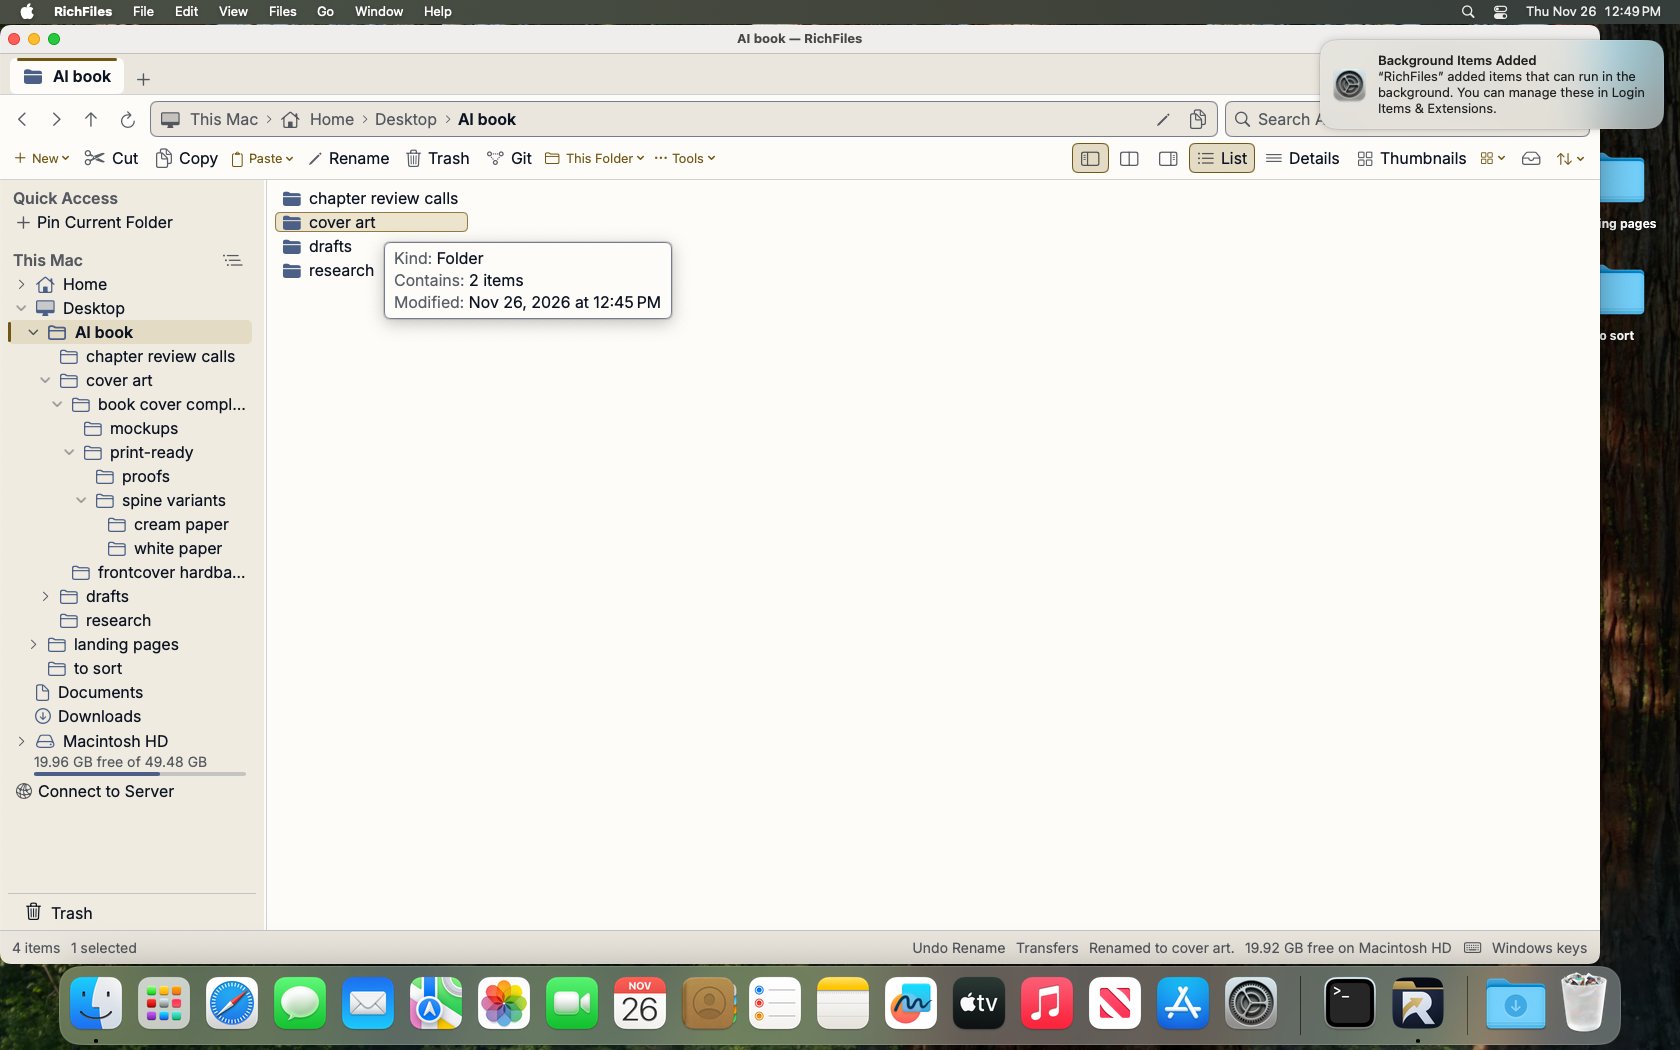 RichFiles File Edit View Files Go Window Help Thu Nov 26 12:49 PM
AI book — RichFiles
Background Items Added
“RichFiles” added items that can run in the
background. You can manage these in Login
Items & Extensions.
AI book
This Mac Home Desktop AI book
Search
New Cut Copy Paste Rename Trash Git This Folder Tools List Details Thumbnails
Quick Access
Pin Current Folder
This Mac
Home
Desktop
AI book
chapter review calls
cover art
book cover compl...
mockups
print-ready
proofs
spine variants
cream paper
white paper
frontcover hardba...
drafts
research
landing pages
to sort
Documents
Downloads
Macintosh HD
19.96 GB free of 49.48 GB
Connect to Server
Trash
chapter review calls
cover art
drafts
research
Kind: Folder
Contains: 2 items
Modified: Nov 26, 2026 at 12:45 PM
ing pages
o sort
4 items 1 selected
Undo Rename Transfers Renamed to cover art. 19.92 GB free on Macintosh HD Windows keys
NOV
26
tv